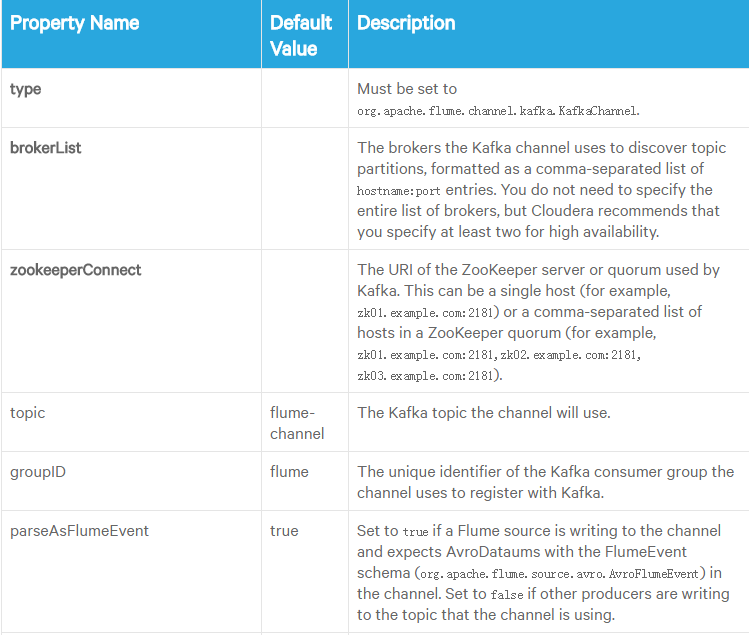 Property Name
Default
Value
Description
type
Must be set to
org.apache.flume.channel.kafka.KafkaChannel.
brokerList
The brokers the Kafka channel uses to discover topic
partitions, formatted as a comma-separated list of
hostname:port entries. You do not need to specify the
entire list of brokers, but Cloudera recommends that
you specify at least two for high availability.
zookeeperConnect
The URI of the ZooKeeper server or quorum used by
Kafka. This can be a single host (for example,
zk01.example.com:2181) or a comma-separated list of
hosts in a ZooKeeper quorum (for example,
zk01.example.com:2181,zk02.example.com:2181,
zk03.example.com:2181).
topic
flume-
channel
The Kafka topic the channel will use.
groupID
flume
The unique identifier of the Kafka consumer group the
channel uses to register with Kafka.
parseAsFlumeEvent
true
Set to true if a Flume source is writing to the channel
and expects AvroDataums with the FlumeEvent
schema (org.apache.flume.source.avro.AvroFlumeEvent) in
the channel. Set to false if other producers are writing
to the topic that the channel is using.